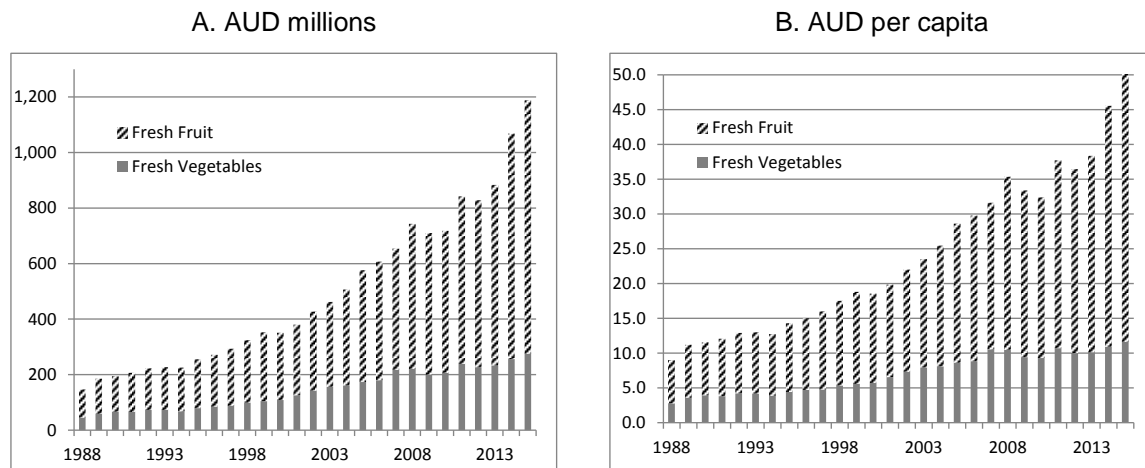 A. AUD millions
1,200
1,000
800
600
400
200
0
Fresh Fruit
Fresh Vegetables
1988 1993 1998 2003 2008 2013
B. AUD per capita
50.0
45.0
40.0
35.0
30.0
25.0
20.0
15.0
10.0
5.0
0.0
Fresh Fruit
Fresh Vegetables
1988 1993 1998 2003 2008 2013